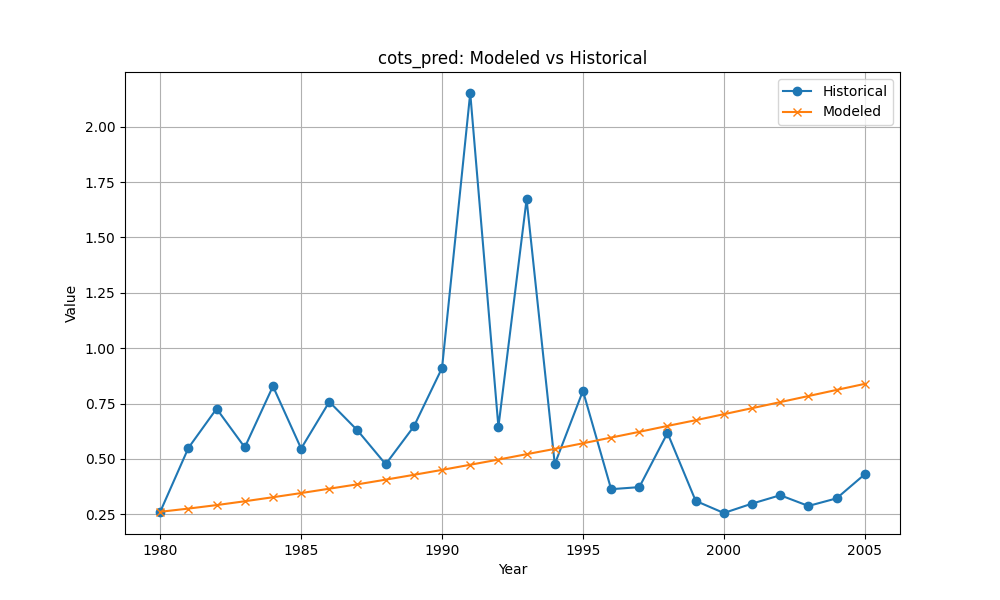 cots_pred: Modeled vs Historical
Historical
Modeled
Value
2.00
1.75
1.50
1.25
1.00
0.75
0.50
0.25
1980 1985 1990 1995 2000 2005
Year